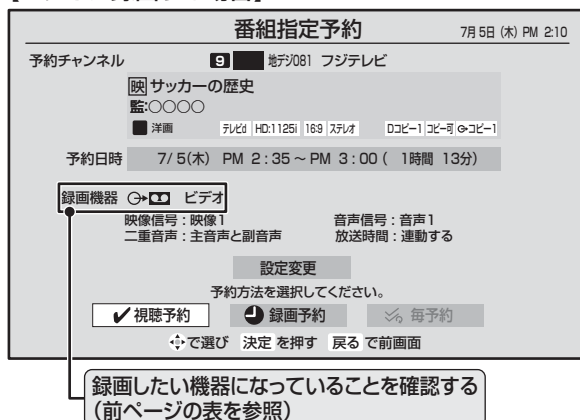 番組指定予約 7月5日（木）PM 2:10
予約チャンネル 9 地デジ081 フジテレビ
映 サッカーの歴史
監:○○○○
洋画 テレビd HD:1125i 16:9 ステレオ Dコピー1 コピー可 コピー1
予約日時 7/ 5(木) PM 2：35 ～ PM 3：00 ( 1時間 13分)
録画機器 ビデオ
映像信号：映像1 音声信号：音声1
二重音声：主音声と副音声 放送時間：連動する
設定変更
予約方法を選択してください。
視聴予約 録画予約 毎予約
で選び 決定 を押す 戻る で前画面
録画したい機器になっていることを確認する
（前ページの表を参照）